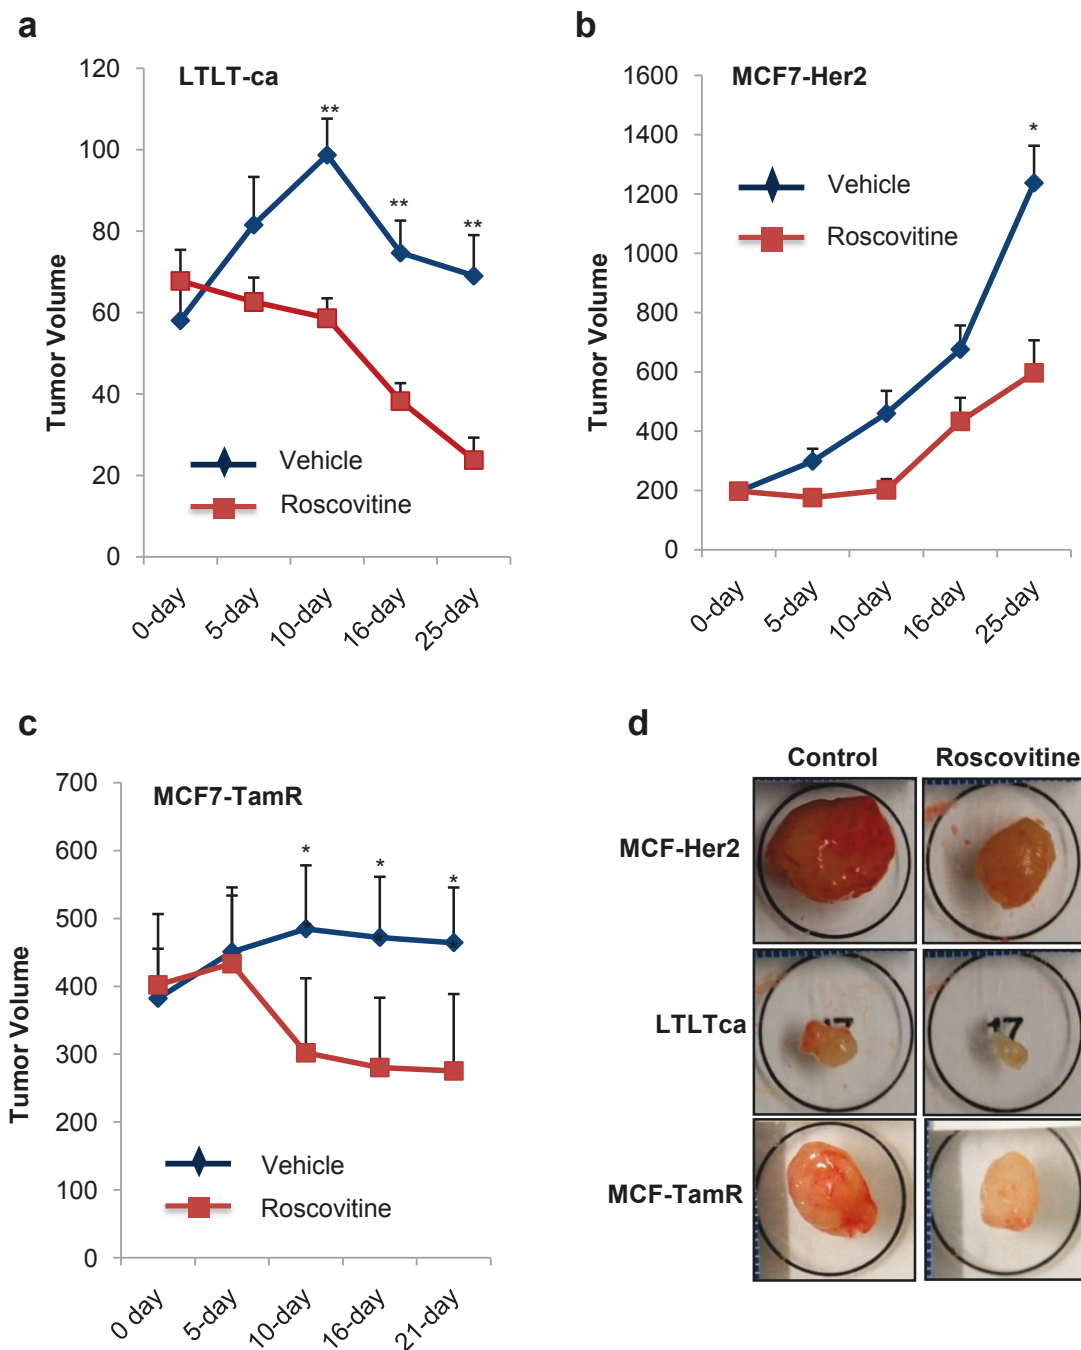 a
LTLT-ca
120
100
80
60
40
20
0
Tumor Volume
**
**
**
Vehicle
Roscovitine
0-day
5-day
10-day
16-day
25-day
b
MCF7-Her2
1600
1400
1200
1000
800
600
400
200
0
Tumor Volume
*
Vehicle
Roscovitine
0-day
5-day
10-day
16-day
25-day
c
MCF7-TamR
700
600
500
400
300
200
100
0
Tumor Volume
*
*
*
Vehicle
Roscovitine
0 day
5-day
10-day
16-day
21-day
d
Control Roscovitine
MCF-Her2
LTLTca
17
MCF-TamR